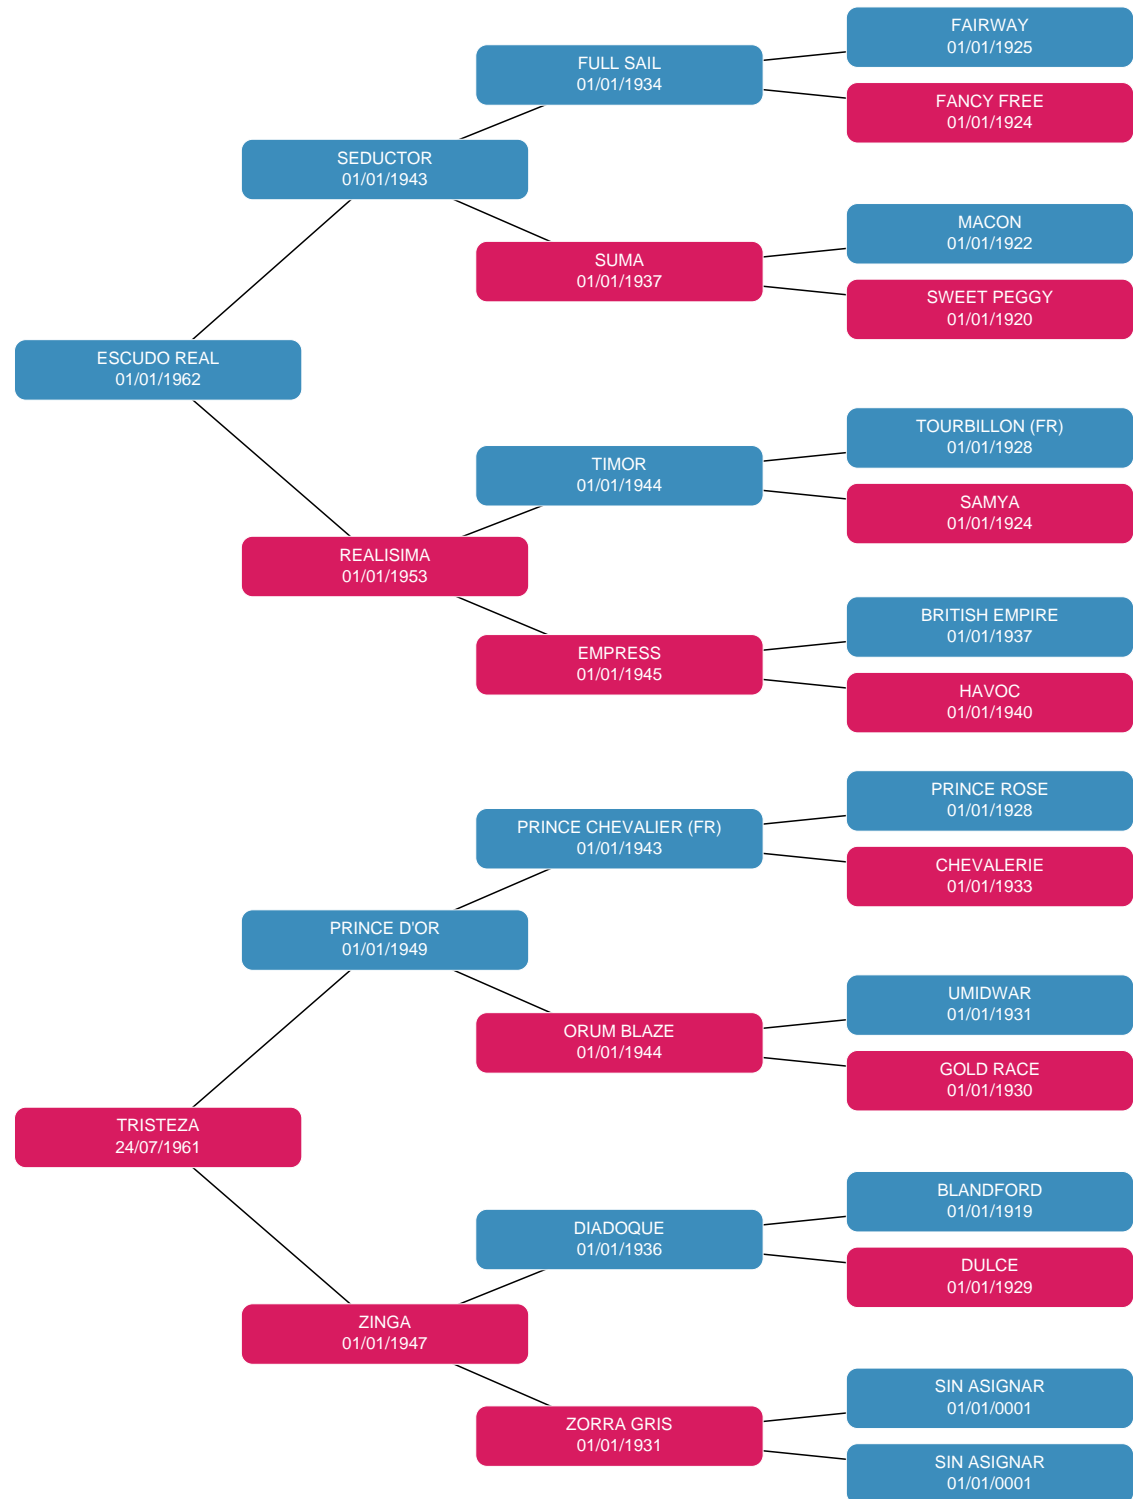 FAIRWAY
01/01/1925
FULL SAIL
01/01/1934
FANCY FREE
01/01/1924
SEDUCTOR
01/01/1943
MACON
01/01/1922
SUMA
01/01/1937
SWEET PEGGY
01/01/1920
ESCUDO REAL
01/01/1962
TOURBILLON (FR)
01/01/1928
TIMOR
01/01/1944
SAMYA
01/01/1924
REALISIMA
01/01/1953
BRITISH EMPIRE
01/01/1937
EMPRESS
01/01/1945
HAVOC
01/01/1940
PRINCE ROSE
01/01/1928
PRINCE CHEVALIER (FR)
01/01/1943
CHEVALERIE
01/01/1933
PRINCE D'OR
01/01/1949
UMIDWAR
01/01/1931
ORUM BLAZE
01/01/1944
GOLD RACE
01/01/1930
TRISTEZA
24/07/1961
BLANDFORD
01/01/1919
DIADOQUE
01/01/1936
DULCE
01/01/1929
ZINGA
01/01/1947
SIN ASIGNAR
01/01/0001
ZORRA GRIS
01/01/1931
SIN ASIGNAR
01/01/0001